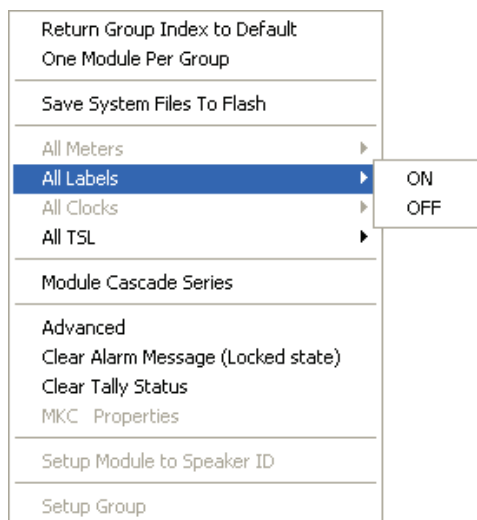 Return Group Index to Default
One Module Per Group
Save System Files To Flash
All Meters
All Labels
ON
All Clocks
OFF
All TSL
Module Cascade Series
Advanced
Clear Alarm Message (Locked state)
Clear Tally Status
MKC Properties
Setup Module to Speaker ID
Setup Group